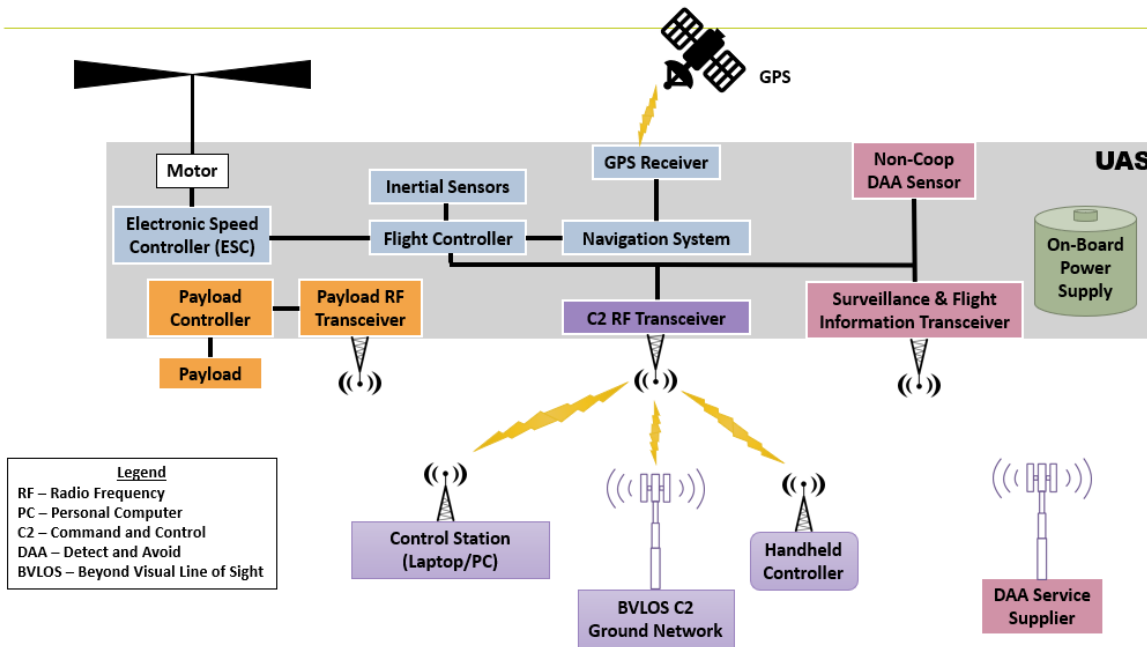 GPS
UAS
Motor
GPS Receiver
Non-Coop
DAA Sensor
Inertial Sensors
Electronic Speed
Controller (ESC)
Flight Controller
Navigation System
On-Board
Power
Supply
Payload
Controller
Payload RF
Transceiver
C2 RF Transceiver
Surveillance & Flight
Information Transceiver
Payload
Legend
RF – Radio Frequency
PC – Personal Computer
C2 – Command and Control
DAA – Detect and Avoid
BVLOS – Beyond Visual Line of Sight
Control Station
(Laptop/PC)
BVLOS C2
Ground Network
Handheld
Controller
DAA Service
Supplier